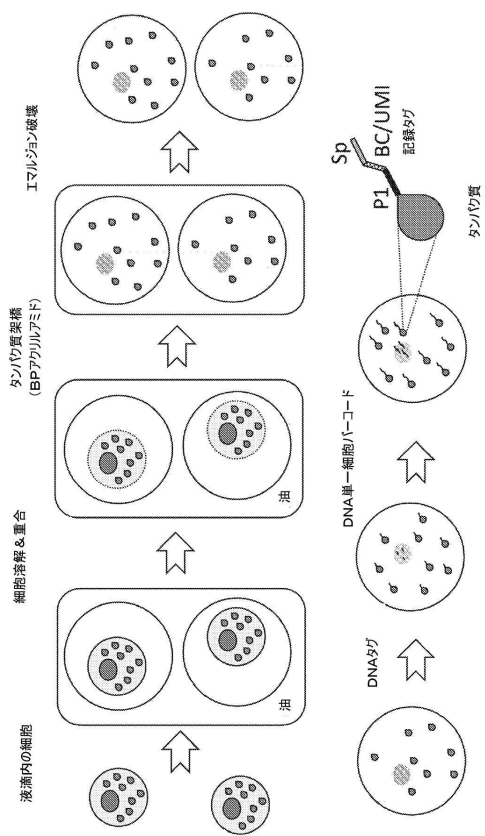 液滴内の細胞
細胞溶解&重合
タンパク質架橋
(BPアクリルアミド)
エマルジョン破壊
油
油
DNAタグ
DNA単一細胞バーコード
P1
Sp
BC/UMI
記録タグ
タンパク質